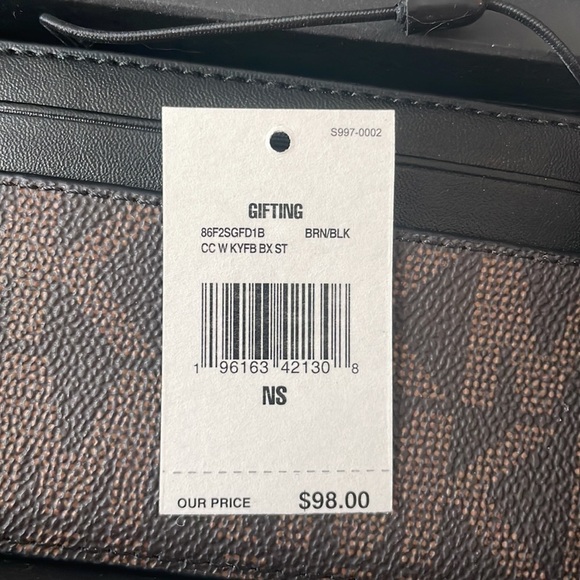 S997-0002
GIFTING
86F2SGFD1B BRN/BLK
CC W KYFB BX ST
1 96163 42130 8
NS
OUR PRICE $98.00